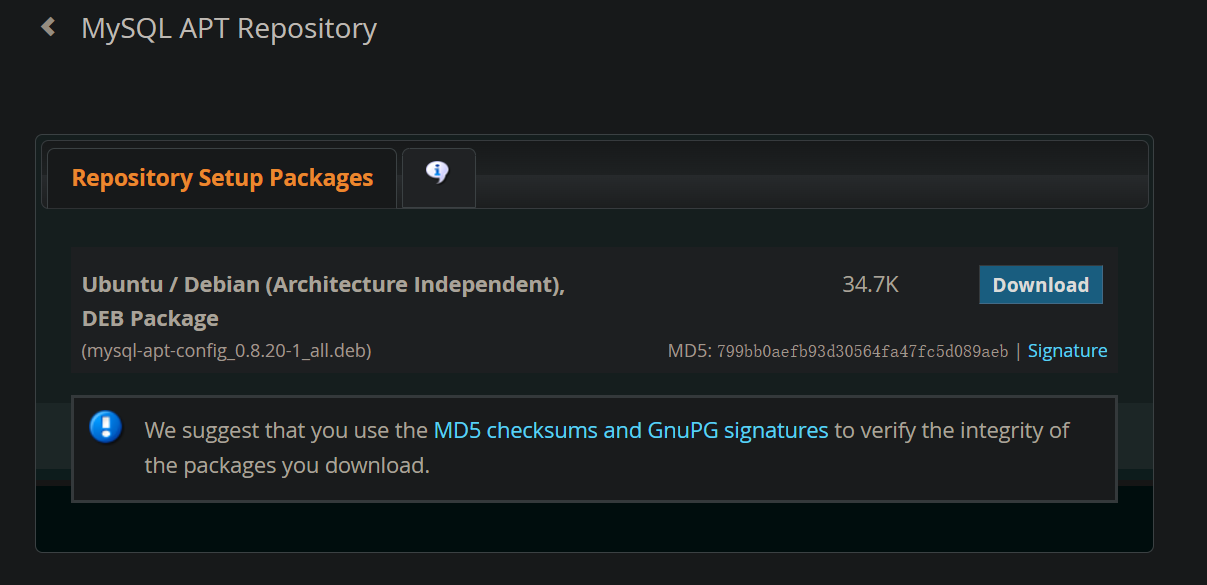 MySQL APT Repository
Repository Setup Packages
Ubuntu / Debian (Architecture Independent),
34.7K
Download
DEB Package
(mysql-apt-config_0.8.20-1_all.deb)
MD5: 799bb0aefb93d30564fa47fc5d089aeb | Signature
We suggest that you use the MD5 checksums and GnuPG signatures to verify the integrity of
the packages you download.